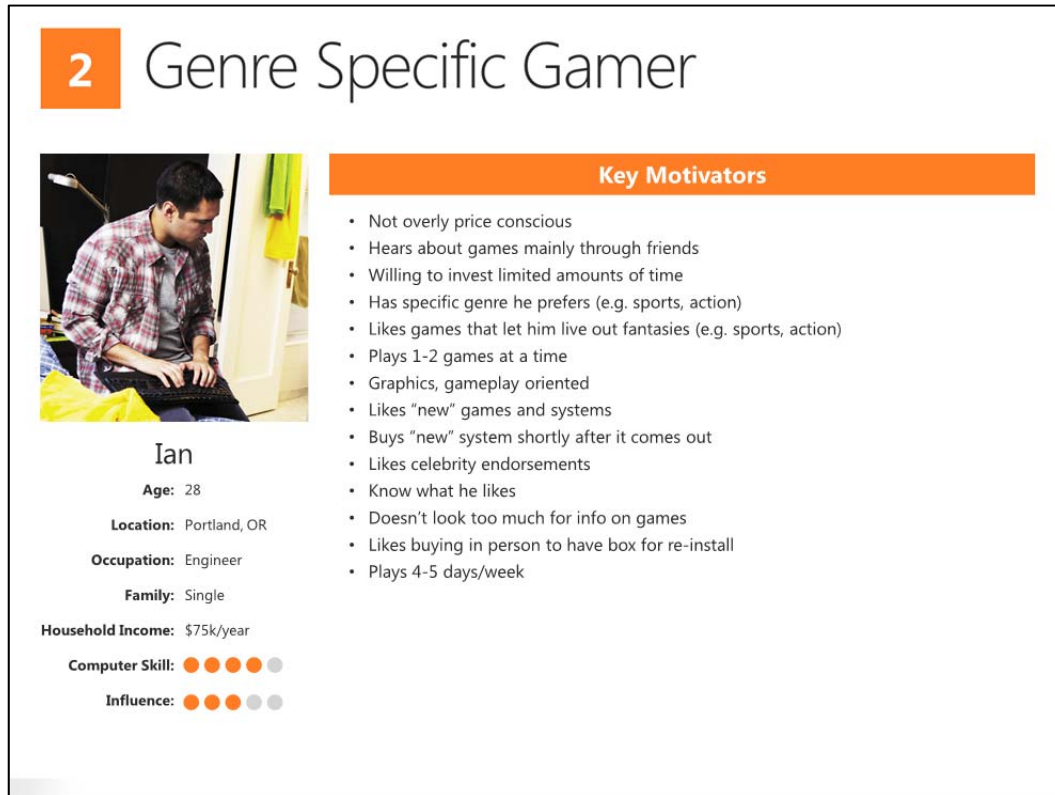 2 Genre Specific Gamer
Key Motivators
• Not overly price conscious
• Hears about games mainly through friends
• Willing to invest limited amounts of time
• Has specific genre he prefers (e.g. sports, action)
• Likes games that let him live out fantasies (e.g. sports, action)
• Plays 1-2 games at a time
• Graphics, gameplay oriented
• Likes “new” games and systems
• Buys “new” system shortly after it comes out
• Likes celebrity endorsements
• Know what he likes
• Doesn’t look too much for info on games
• Likes buying in person to have box for re-install
• Plays 4-5 days/week
Ian
Age: 28
Location: Portland, OR
Occupation: Engineer
Family: Single
Household Income: $75k/year
Computer Skill:
Influence: